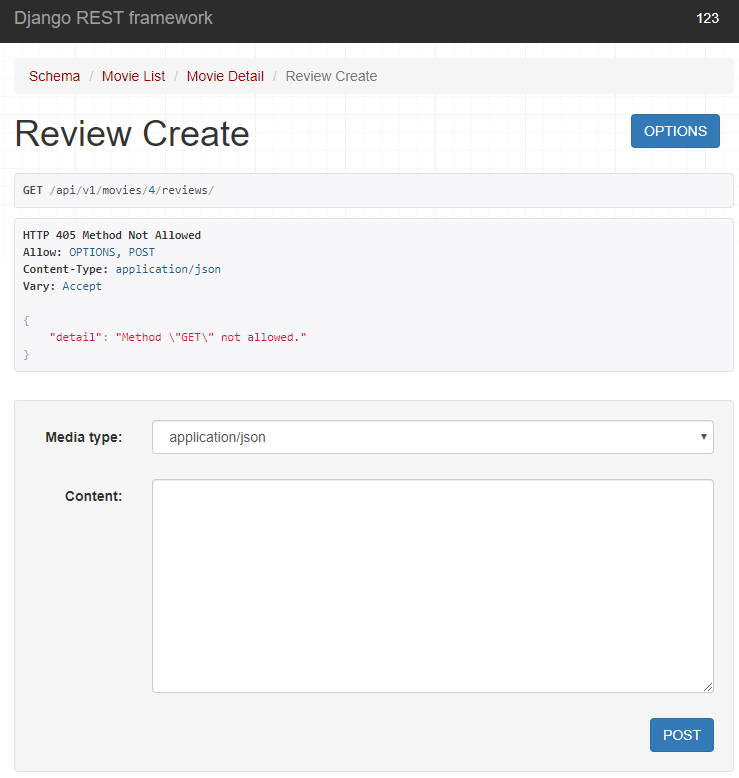 Django REST framework 123
Schema / Movie List / Movie Detail / Review Create
Review Create
OPTIONS
GET /api/v1/movies/4/reviews/
HTTP 405 Method Not Allowed
Allow: OPTIONS, POST
Content-Type: application/json
Vary: Accept
{
    "detail": "Method \"GET\" not allowed."
}
Media type: application/json
Content:
POST